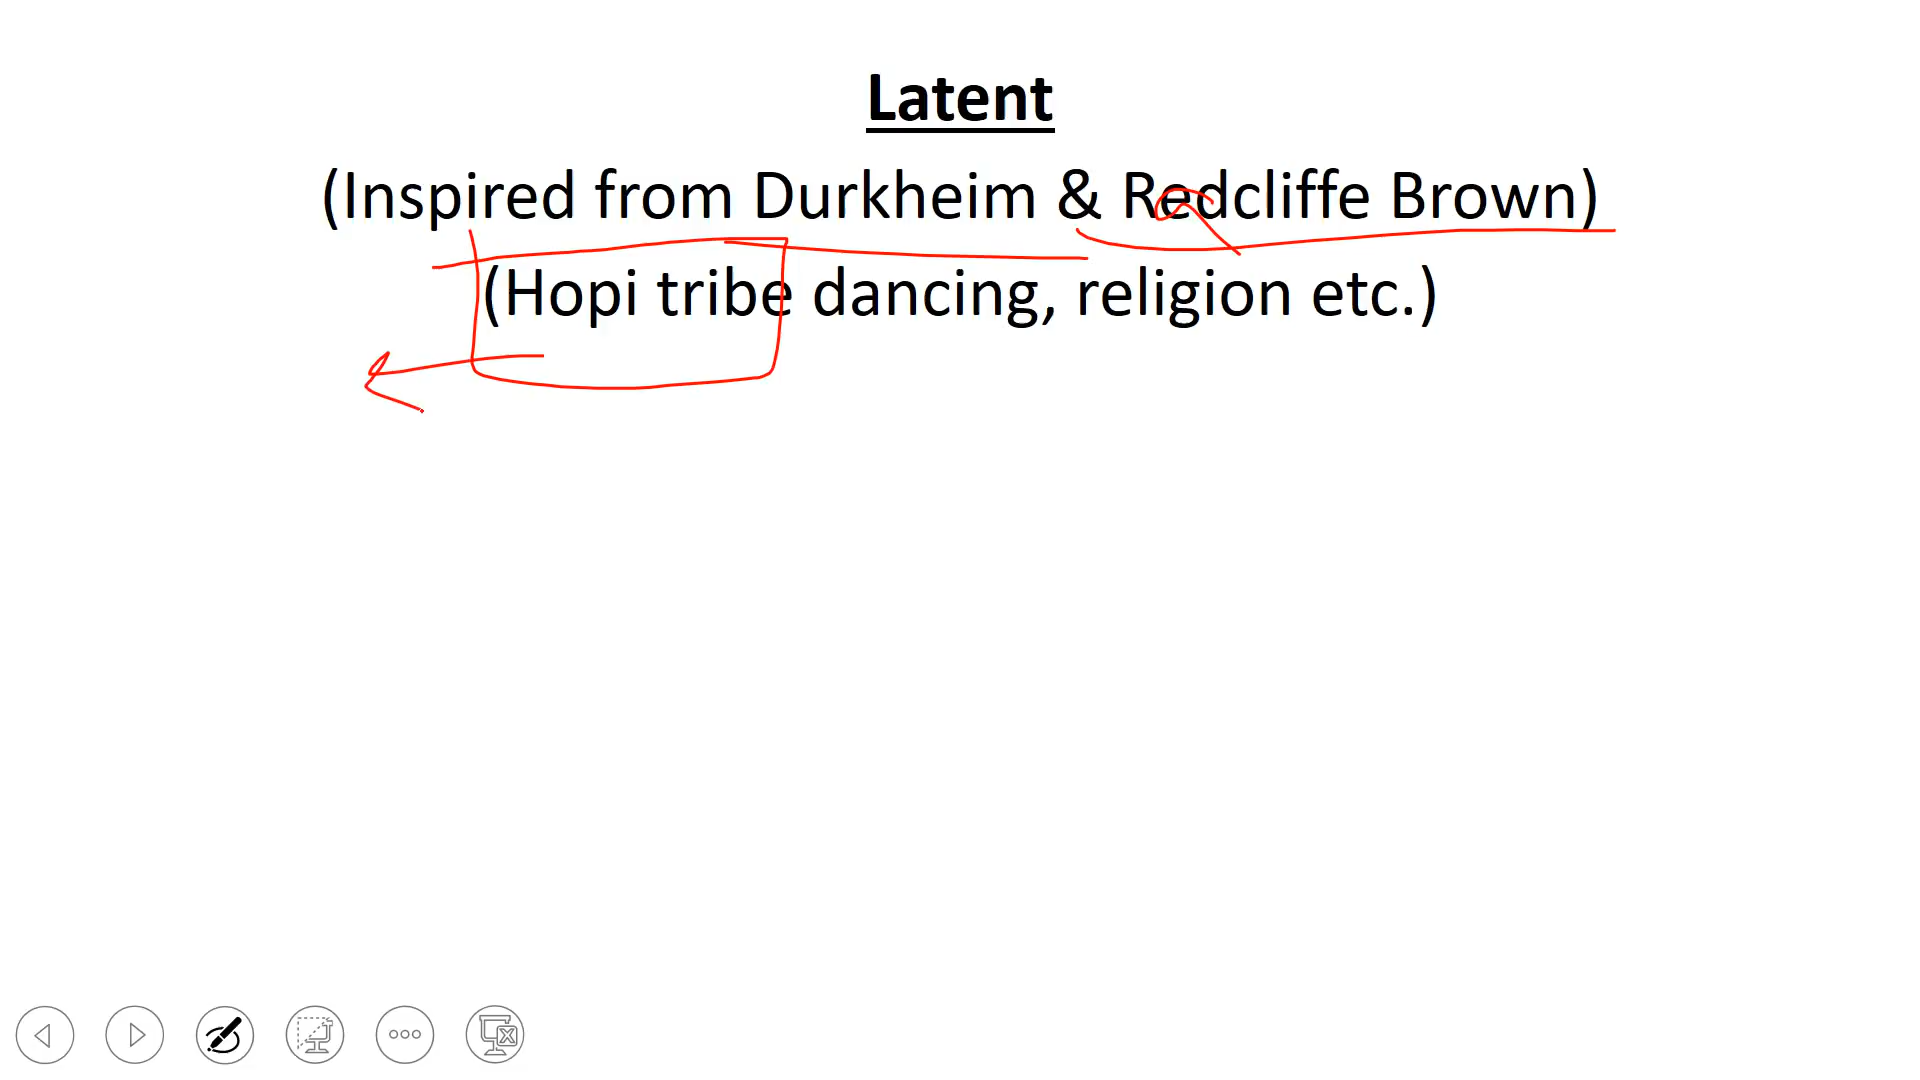 Latent
(Inspired from Durkheim & Redcliffe Brown)
(Hopi tribe dancing, religion etc.)